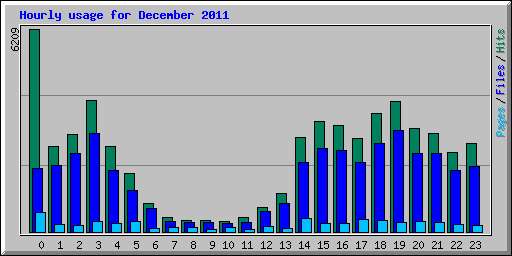 Hourly usage for December 2011
6209
Pages / Files / Hits
0 1 2 3 4 5 6 7 8 9 10 11 12 13 14 15 16 17 18 19 20 21 22 23